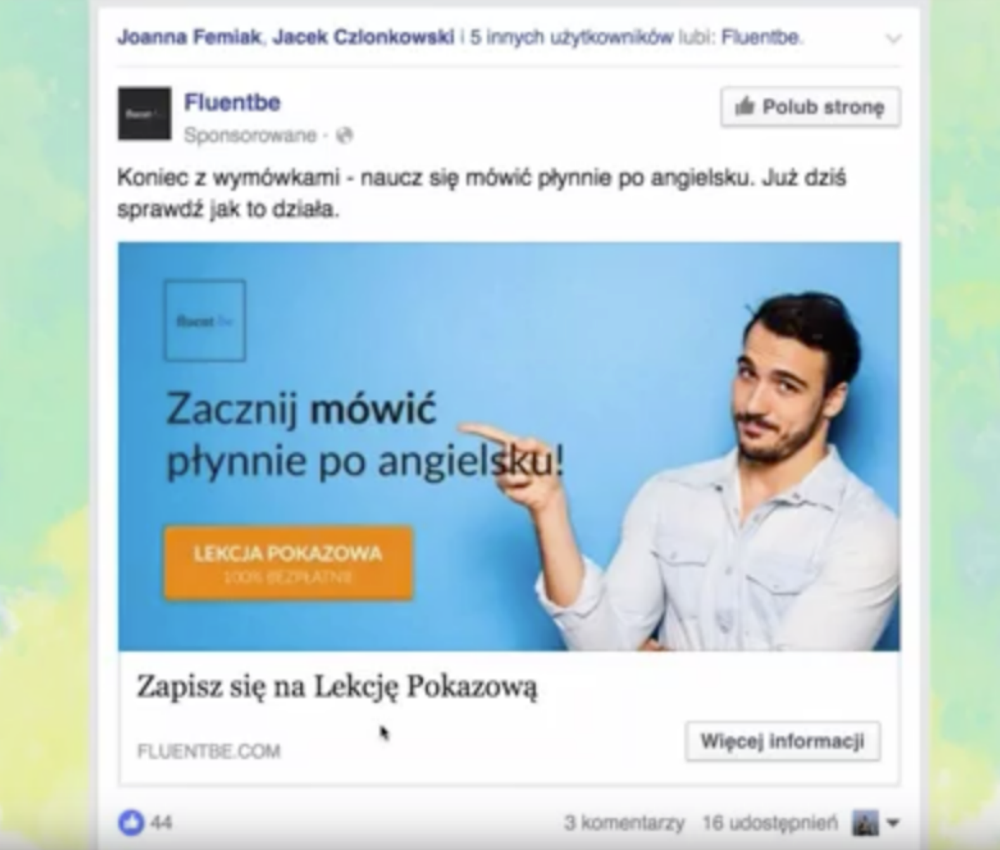 Joanna Femiak, Jacek Czlonkowski i 5 innych użytkowników lubi: Fluentbe.
Fluentbe
Polub stronę
Sponsorowane ·
Koniec z wymówkami - naucz się mówić płynnie po angielsku. Już dziś
sprawdź jak to działa.
fluent be
Zacznij mówić
płynnie po angielsku!
LEKCJA POKAZOWA
100% BEZPŁATNIE
Zapisz się na Lekcję Pokazową
FLUENTBE.COM
Więcej informacji
44
3 komentarzy 16 udostępnień